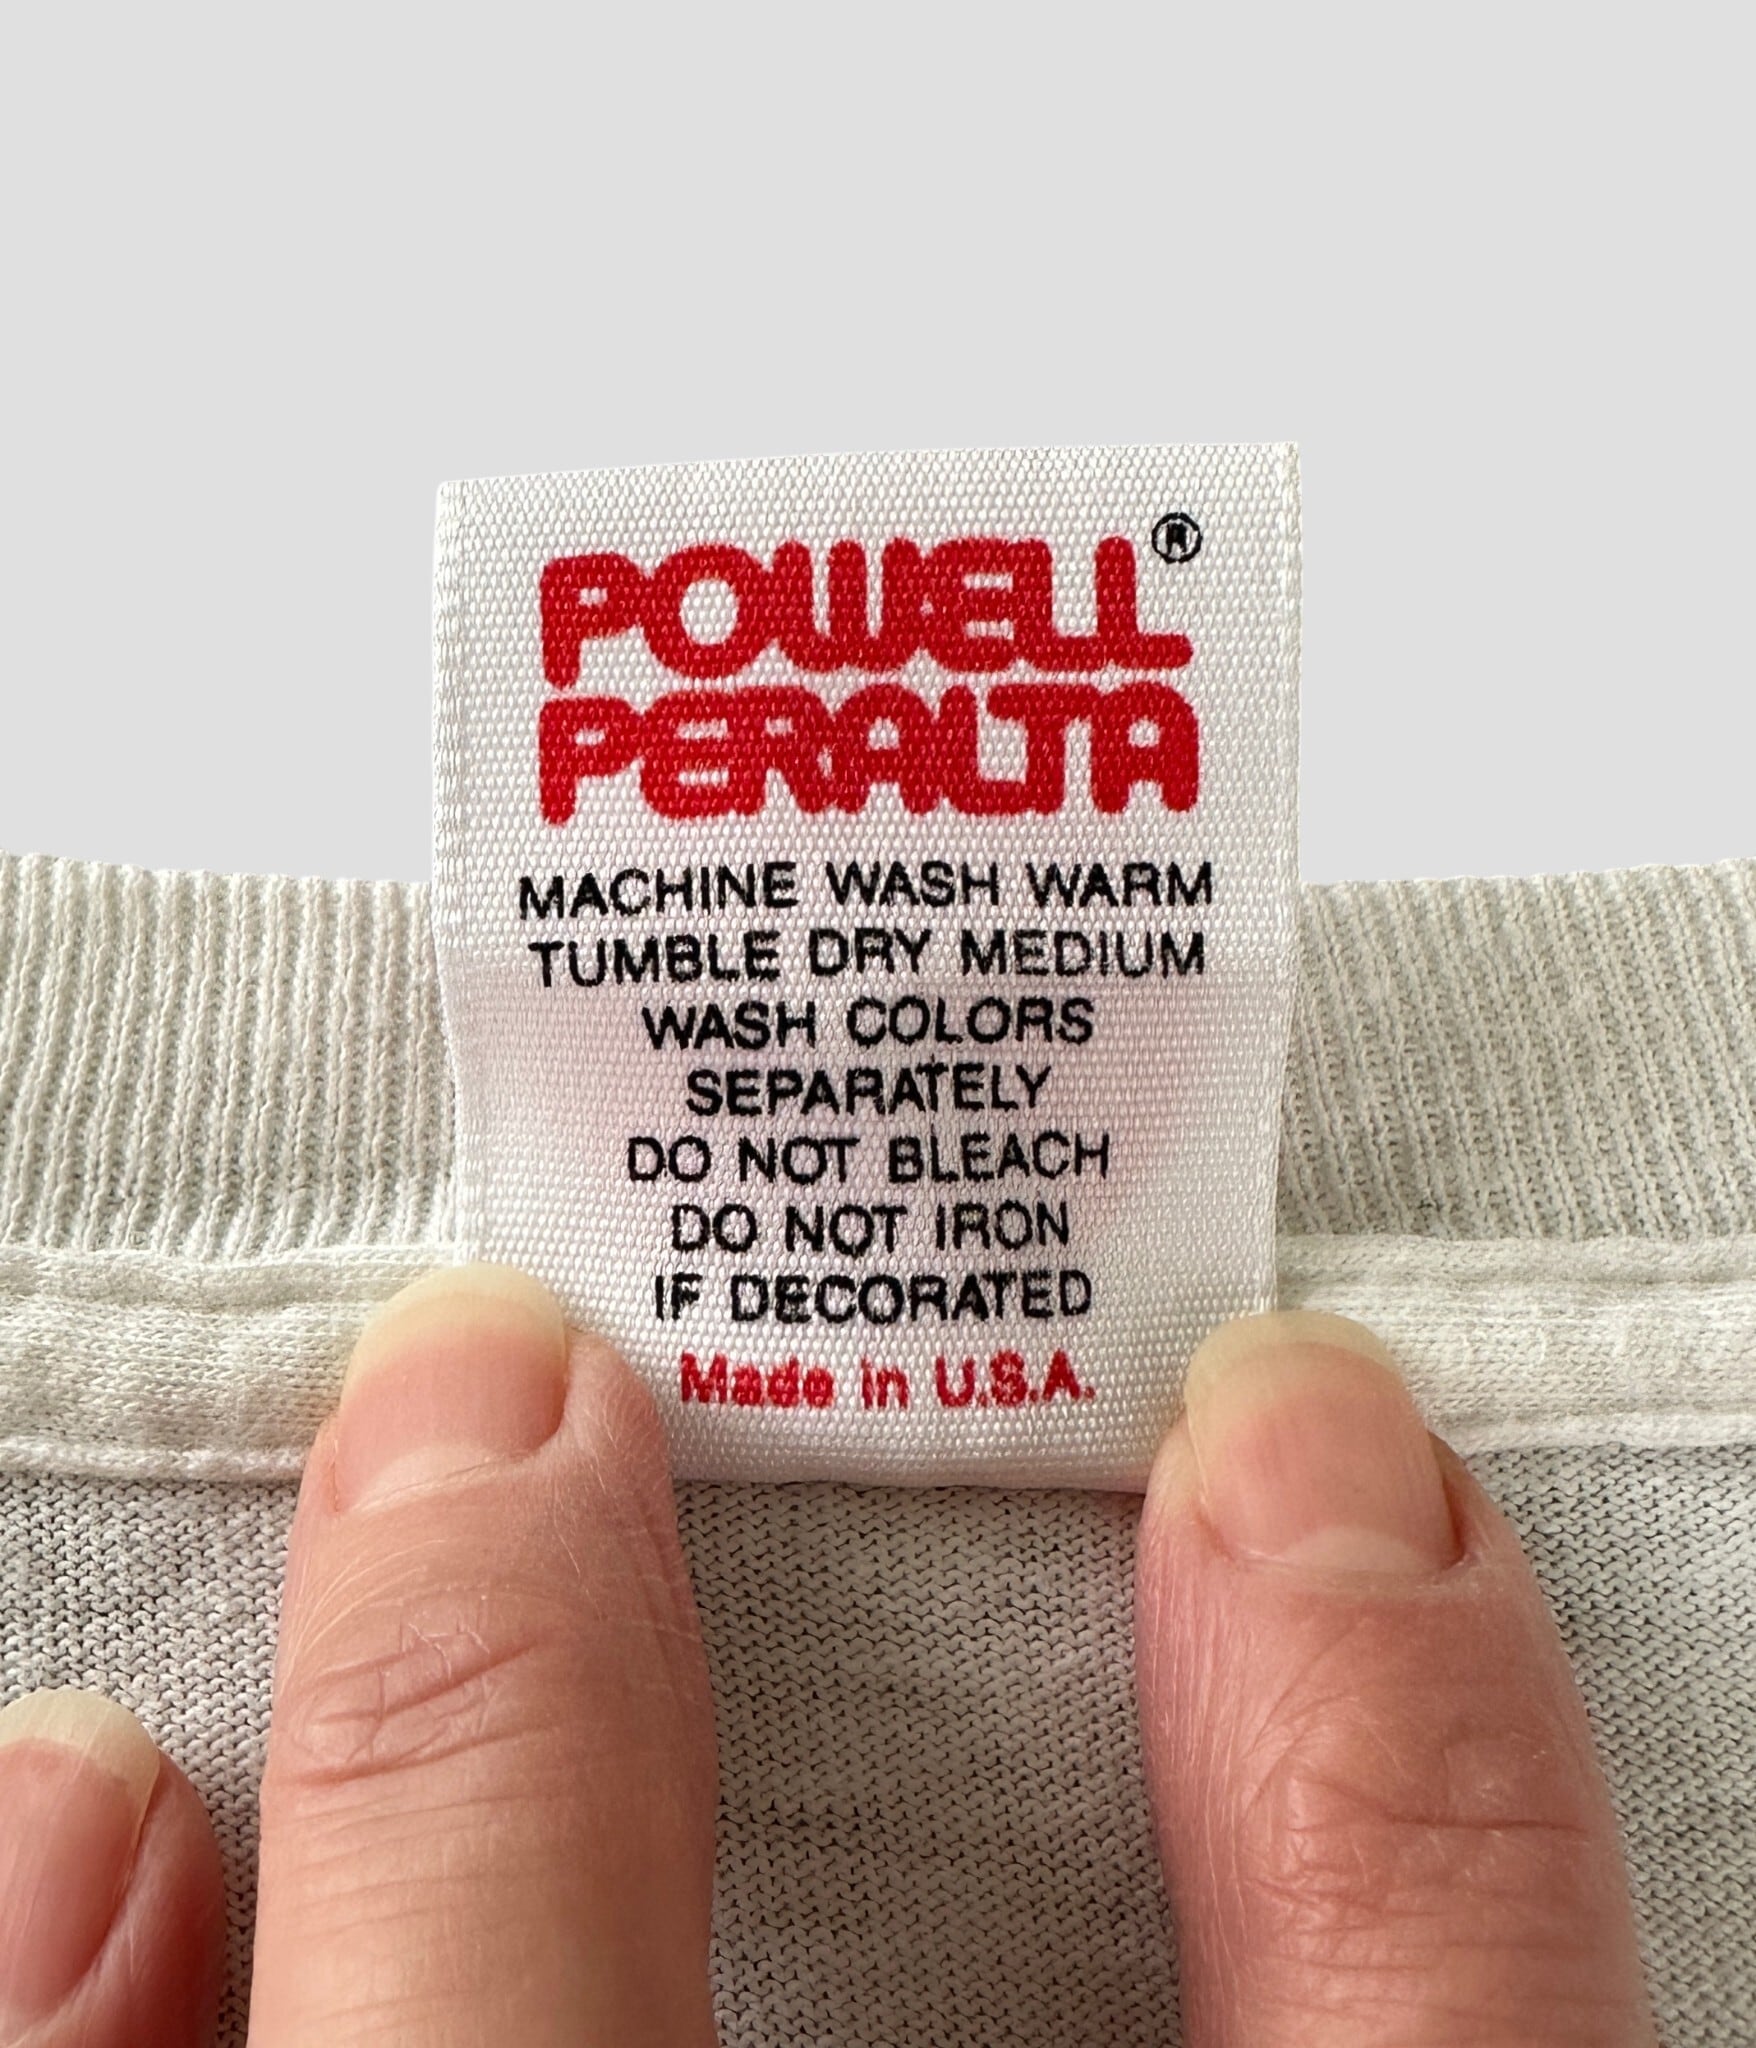 POWELL®
PERALTA
MACHINE WASH WARM
TUMBLE DRY MEDIUM
WASH COLORS
SEPARATELY
DO NOT BLEACH
DO NOT IRON
IF DECORATED
Made in U.S.A.